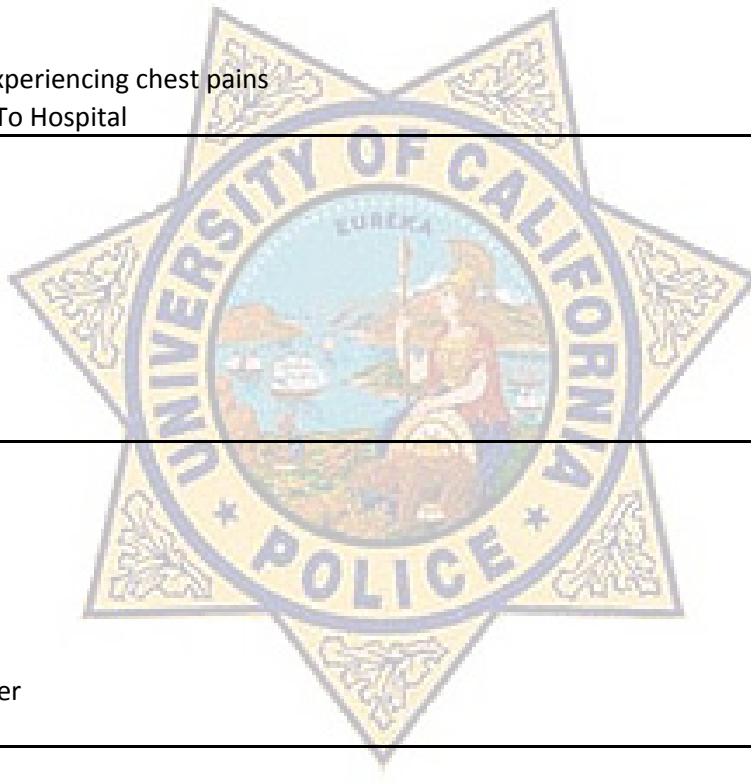 xperiencing chest pains
To Hospital
UNIVERSITY OF CALIFORNIA
EUREKA
POLICE
er